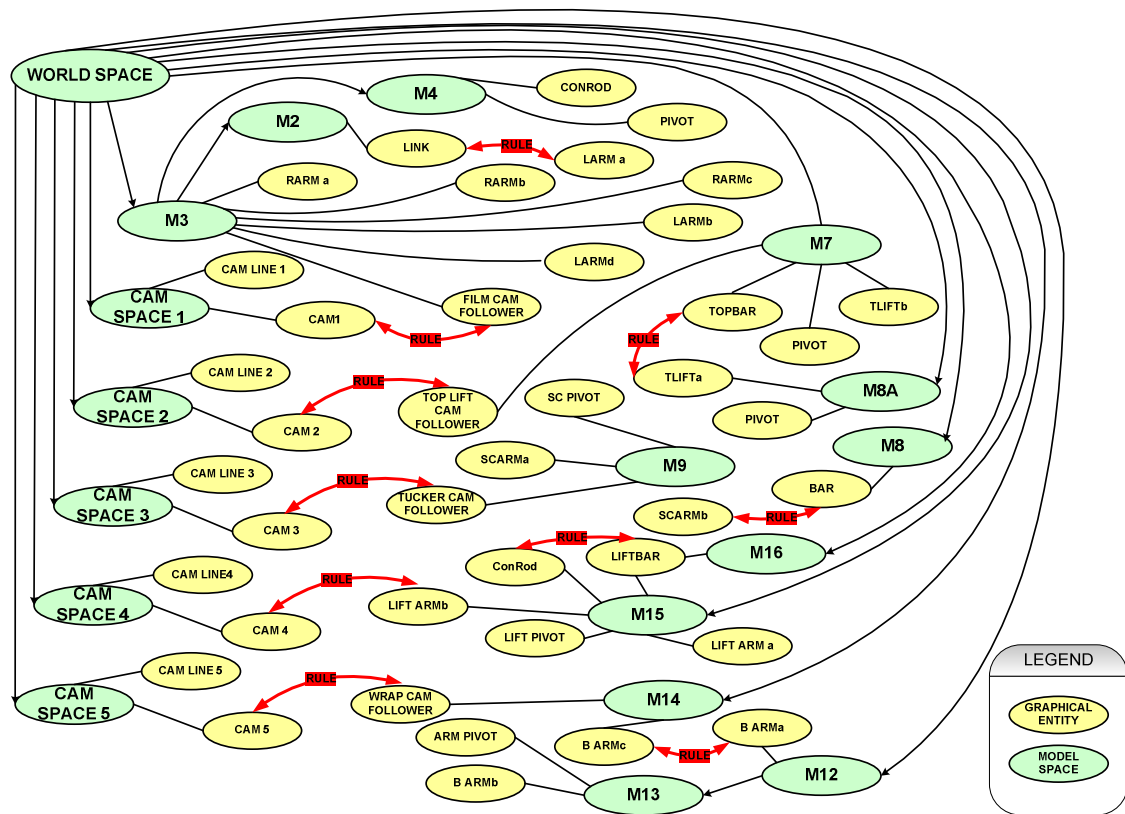 WORLD SPACE
M4
CONROD
M2
PIVOT
LINK
RULE
LARM a
RARM a
RARMb
RARMc
M3
LARMb
M7
LARMd
CAM LINE 1
CAM
SPACE 1
CAM1
RULE
FILM CAM
FOLLOWER
TOPBAR
TLIFTb
RULE
PIVOT
CAM LINE 2
CAM
SPACE 2
CAM 2
RULE
TOP LIFT
CAM
FOLLOWER
SC PIVOT
TLIFTa
M8A
PIVOT
M8
CAM LINE 3
CAM
SPACE 3
CAM 3
RULE
TUCKER CAM
FOLLOWER
SCARMa
M9
BAR
SCARMb
RULE
CAM LINE4
CAM
SPACE 4
CAM 4
RULE
LIFT ARMb
ConRod
RULE
LIFTBAR
M16
M15
LIFT PIVOT
LIFT ARM a
CAM LINE 5
CAM
SPACE 5
CAM 5
RULE
WRAP CAM
FOLLOWER
M14
ARM PIVOT
B ARMc
RULE
B ARMa
B ARMb
M13
M12
LEGEND
GRAPHICAL
ENTITY
MODEL
SPACE